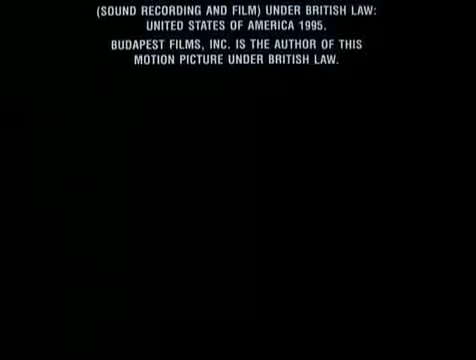 (SOUND RECORDING AND FILM) UNDER BRITISH LAW:
UNITED STATES OF AMERICA 1995.
BUDAPEST FILMS, INC. IS THE AUTHOR OF THIS
MOTION PICTURE UNDER BRITISH LAW.